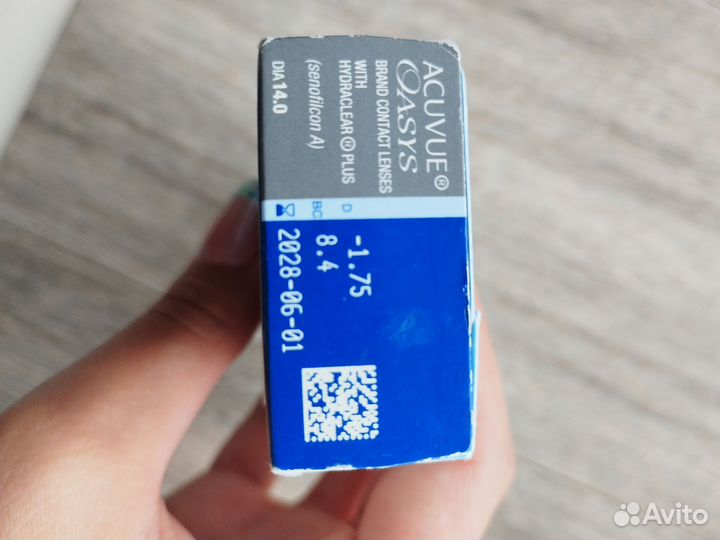 ACUVUE®
OASYS
BRAND CONTACT LENSES
WITH
HYDRACLEAR® PLUS
(senofilcon A)
DIA14.0
D -1.75
BC 8.4
2028-06-01
Avito